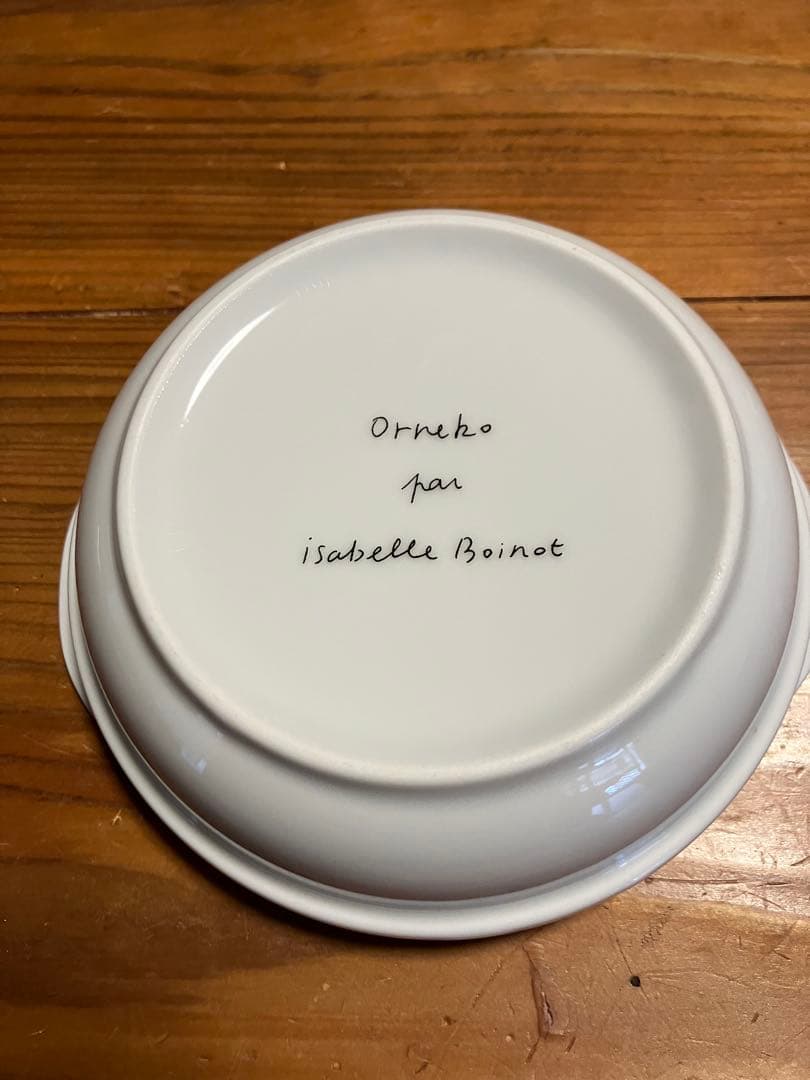 Orneko
par
isabelle Boinot